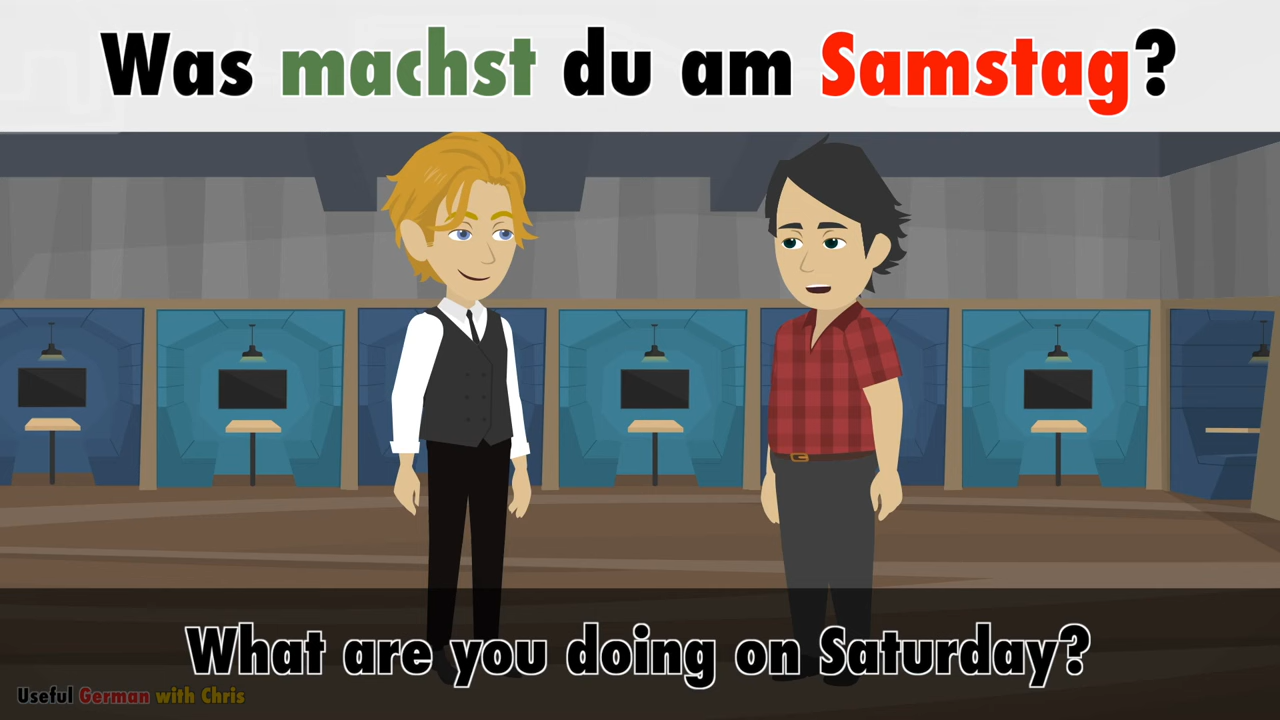 Was machst du am Samstag?
What are you doing on Saturday?
Useful German with Chris